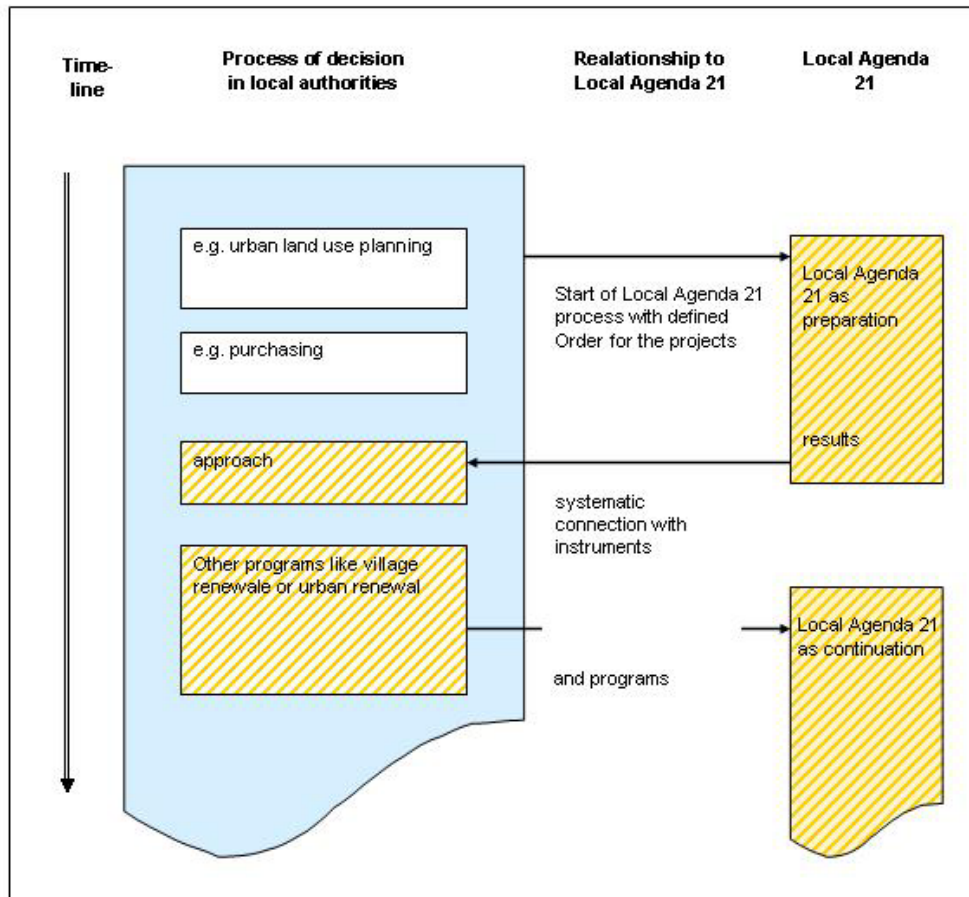 Time-
line
Process of decision
in local authorities
Realationship to
Local Agenda 21
Local Agenda
21
e.g. urban land use planning
Start of Local Agenda 21
process with defined
Order for the projects
Local Agenda
21 as
preparation
e.g. purchasing
results
approach
systematic
connection with
instruments
Other programs like village
renewale or urban renewal
Local Agenda 21
as continuation
and programs